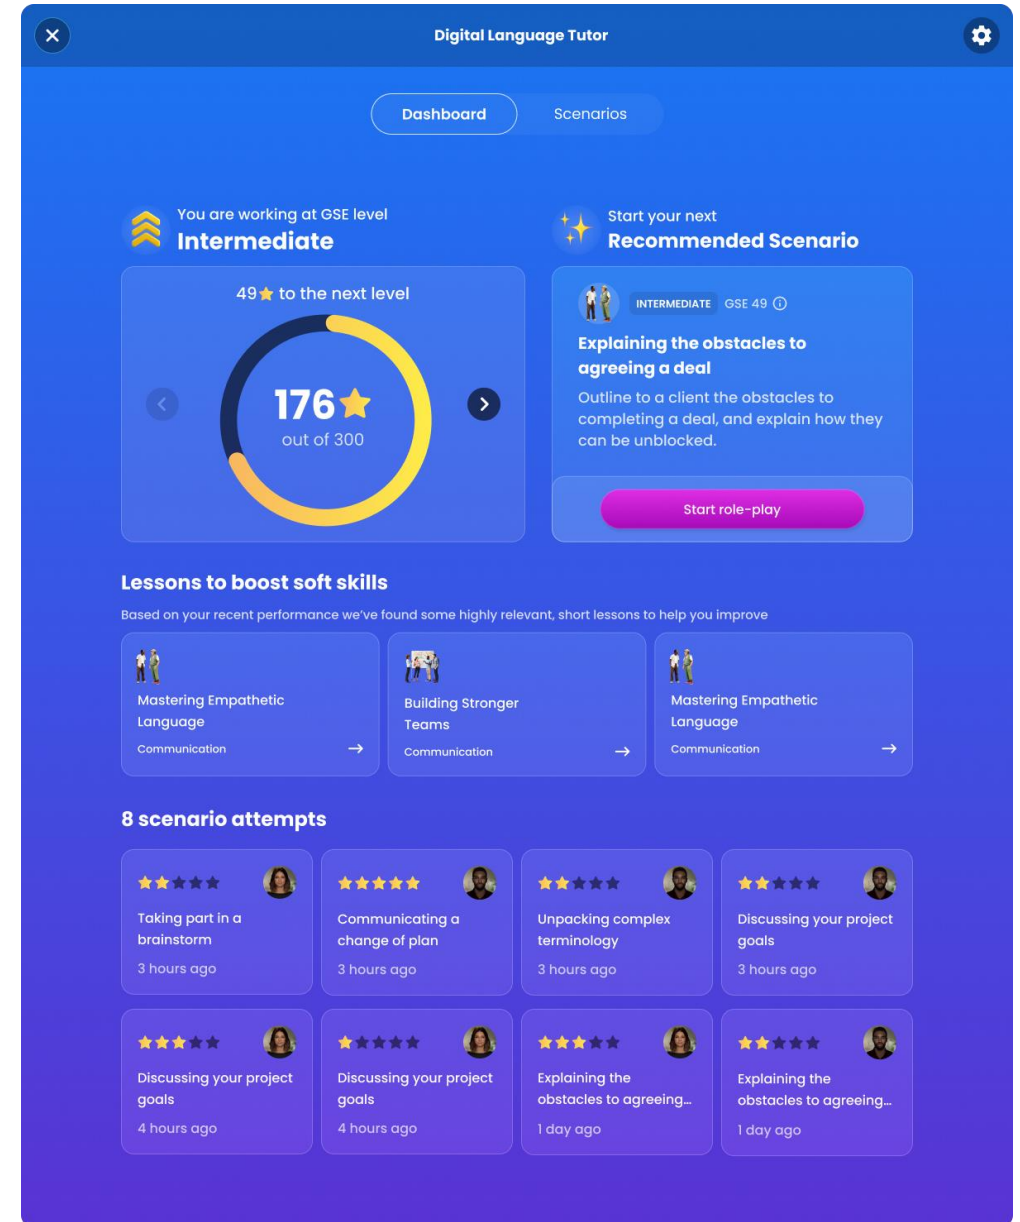 Digital Language Tutor
Dashboard
Scenarios
You are working at GSE level
Intermediate
49 to the next level
176
out of 300
Start your next
Recommended Scenario
INTERMEDIATE GSE 49
Explaining the obstacles to
agreeing a deal
Outline to a client the obstacles to
completing a deal, and explain how they
can be unblocked.
Start role-play
Lessons to boost soft skills
Based on your recent performance we've found some highly relevant, short lessons to help you improve
Mastering Empathetic
Language
Communication
Building Stronger
Teams
Communication
Mastering Empathetic
Language
Communication
8 scenario attempts
Taking part in a
brainstorm
3 hours ago
Communicating a
change of plan
3 hours ago
Unpacking complex
terminology
3 hours ago
Discussing your project
goals
3 hours ago
Discussing your project
goals
4 hours ago
Discussing your project
goals
4 hours ago
Explaining the
obstacles to agreeing...
1 day ago
Explaining the
obstacles to agreeing...
1 day ago